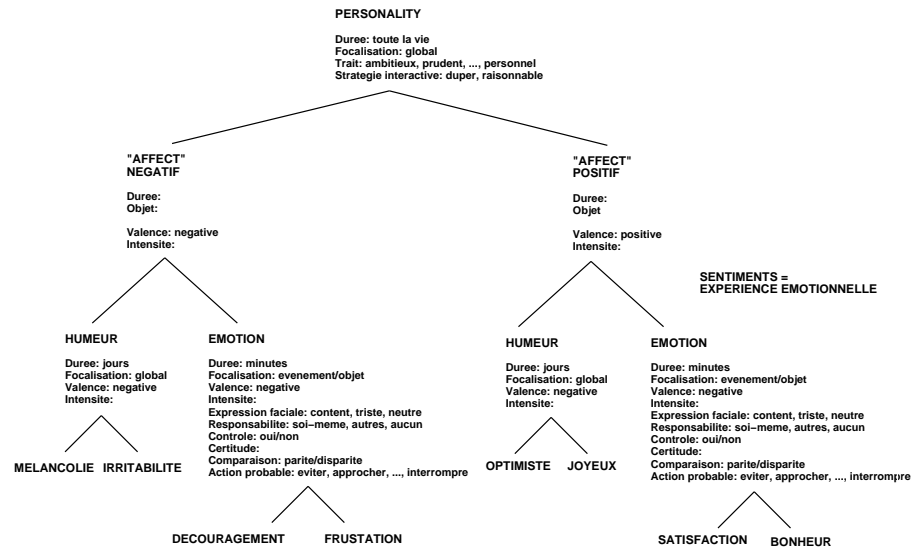 PERSONALITY
Duree: toute la vie
Focalisation: global
Trait: ambitieux, prudent, ..., personnel
Strategie interactive: duper, raisonnable
"AFFECT"
NEGATIF
Duree:
Objet:
Valence: negative
Intensite:
"AFFECT"
POSITIF
Duree:
Objet
Valence: positive
Intensite:
SENTIMENTS =
EXPERIENCE EMOTIONNELLE
HUMEUR
Duree: jours
Focalisation: global
Valence: negative
Intensite:
EMOTION
Duree: minutes
Focalisation: evenement/objet
Valence: negative
Intensite:
Expression faciale: content, triste, neutre
Responsabilite: soi−meme, autres, aucun
Controle: oui/non
Certitude:
Comparaison: parite/disparite
Action probable: eviter, approcher, ..., interrompre
HUMEUR
Duree: jours
Focalisation: global
Valence: negative
Intensite:
EMOTION
Duree: minutes
Focalisation: evenement/objet
Valence: negative
Intensite:
Expression faciale: content, triste, neutre
Responsabilite: soi−meme, autres, aucun
Controle: oui/non
Certitude:
Comparaison: parite/disparite
Action probable: eviter, approcher, ..., interrompre
MELANCOLIE IRRITABILITE
OPTIMISTE JOYEUX
DECOURAGEMENT FRUSTATION
SATISFACTION BONHEUR